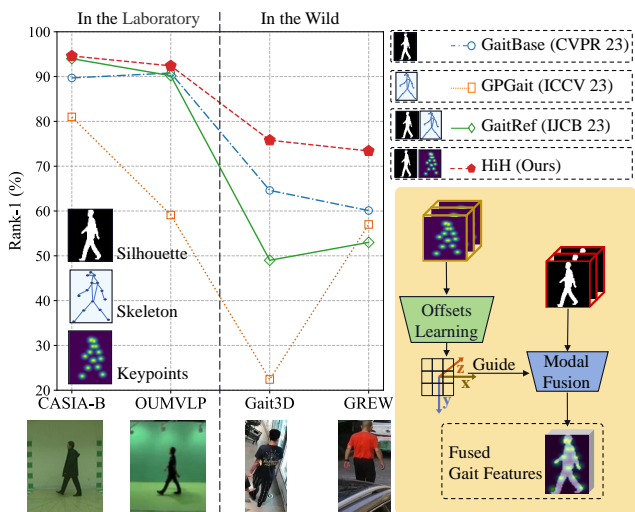 In the Laboratory
In the Wild
100
90
80
70
60
50
40
30
20
Rank-1 (%)
Silhouette
Skeleton
Keypoints
CASIA-B
OUMVLP
Gait3D
GREW
GaitBase (CVPR 23)
GPGait (ICCV 23)
GaitRef (IJCB 23)
HiH (Ours)
Offsets
Learning
z
x
y
Guide
Modal
Fusion
Fused
Gait Features